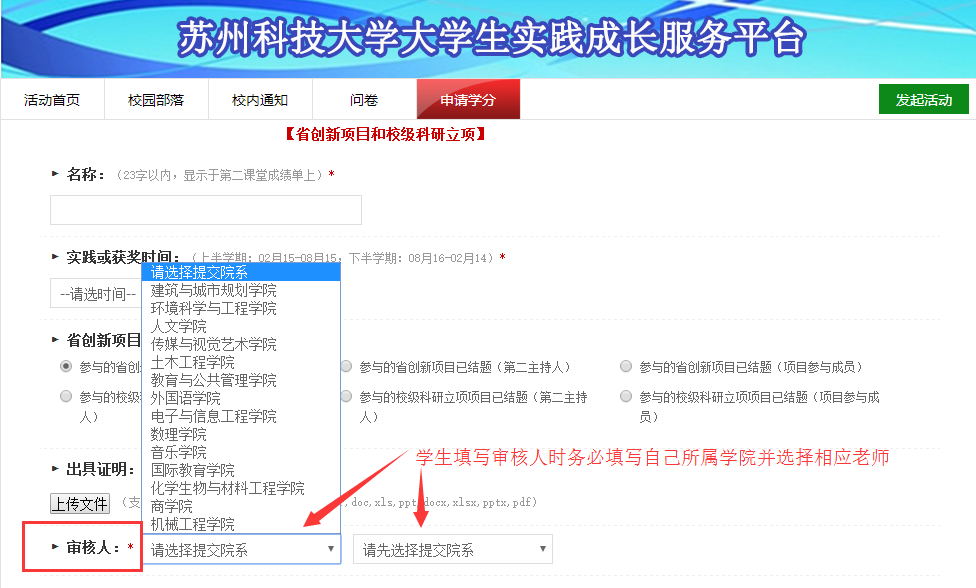 苏州科技大学大学生实践成长服务平台
活动首页 校园部落 校内通知 问卷 申请学分 发起活动
【省创新项目和校级科研立项】
名称：（23字以内，显示于第二课堂成绩单上）*
实践或获奖时间：（上半学期：02月15-08月15，下半学期：08月16-02月14）*
--请选时间--
请选择提交院系
建筑与城市规划学院
环境科学与工程学院
人文学院
传媒与视觉艺术学院
土木工程学院
教育与公共管理学院
外国语学院
电子与信息工程学院
数理学院
音乐学院
国际教育学院
化学生物与材料工程学院
商学院
机械工程学院
省创新项目
参与的省创 参与的省创新项目已结题（第二主持人） 参与的省创新项目已结题（项目参与成员）
参与的校级 参与的校级科研立项项目已结题（第二主持 参与的校级科研立项项目已结题（项目参与成
人） 人） 员）
学生填写审核人时务必填写自己所属学院并选择相应老师
出具证明：
上传文件 （支 doc,xls,ppt,docx,xlsx,pptx,pdf）
审核人：* 请选择提交院系 请先选择提交院系